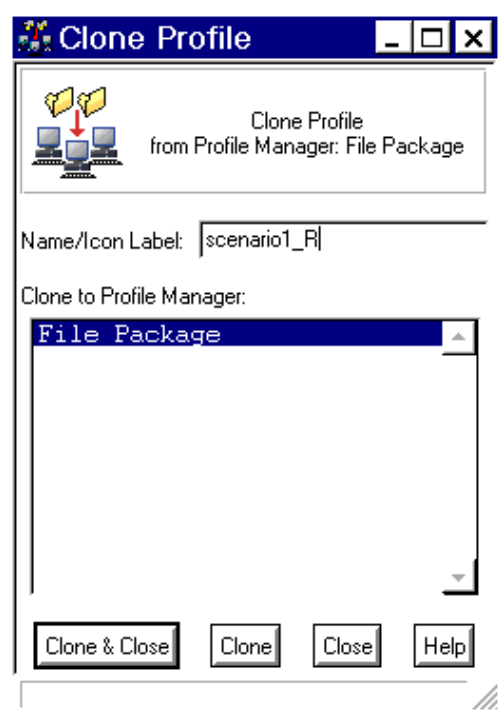 Clone Profile
Clone Profile
from Profile Manager: File Package
Name/Icon Label: scenario1_R
Clone to Profile Manager:
File Package
Clone & Close Clone Close Help